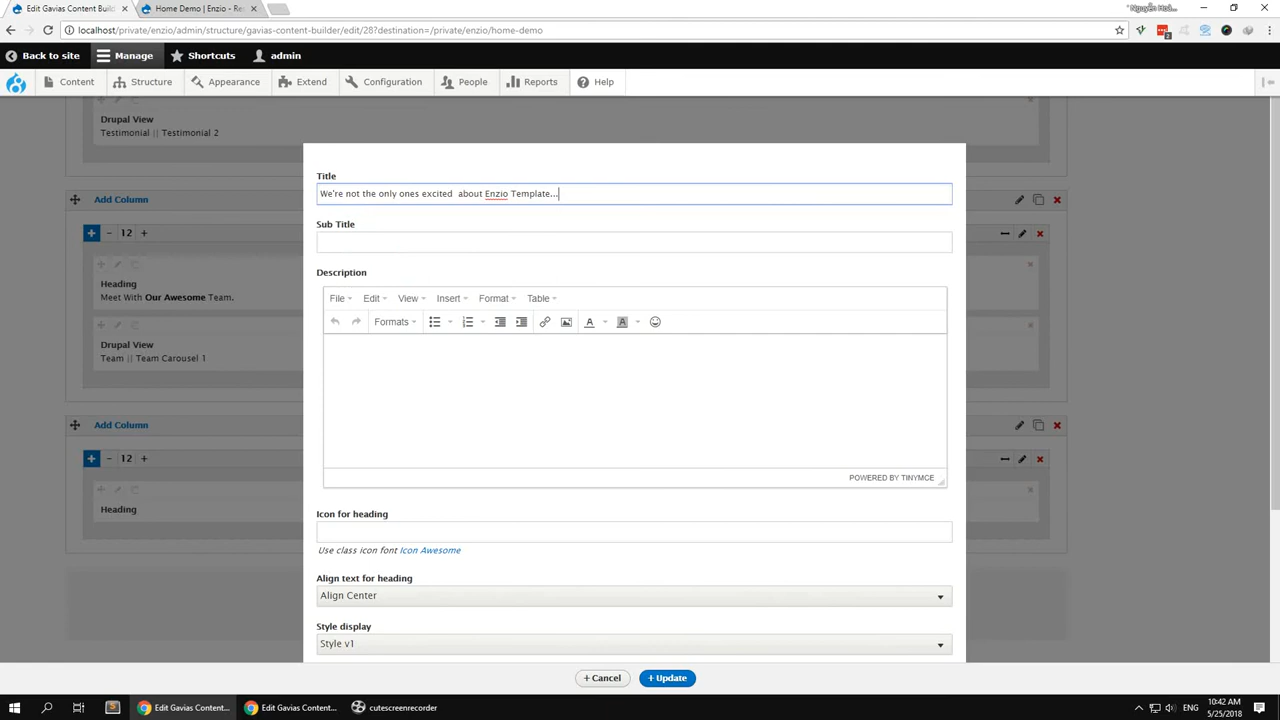 Edit Gavias Content Buil
Home Demo | Enzio - Res
localhost/private/enzio/admin/structure/gavias-content-builder/edit/28?destination=/private/enzio/home-demo
Back to site
Manage
Shortcuts
admin
Content
Structure
Appearance
Extend
Configuration
People
Reports
Help
Drupal View
Testimonial || Testimonial 2
Title
We're not the only ones excited  about Enzio Template...
Add Column
Sub Title
- 12 +
Description
Heading
Meet With Our Awesome Team.
File Edit View Insert Format Table
Formats
Drupal View
Team || Team Carousel 1
Add Column
- 12 +
POWERED BY TINYMCE
Heading
Icon for heading
Use class icon font Icon Awesome
Align text for heading
Align Center
Style display
Style v1
+ Cancel
+ Update
Edit Gavias Content...
Edit Gavias Content...
cutescreenrecorder
ENG
10:42 AM
5/25/2018